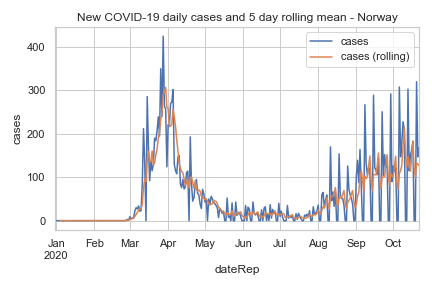 New COVID-19 daily cases and 5 day rolling mean - Norway
cases
cases (rolling)
400
300
200
100
0
cases
Jan Feb Mar Apr May Jun Jul Aug Sep Oct
2020
dateRep